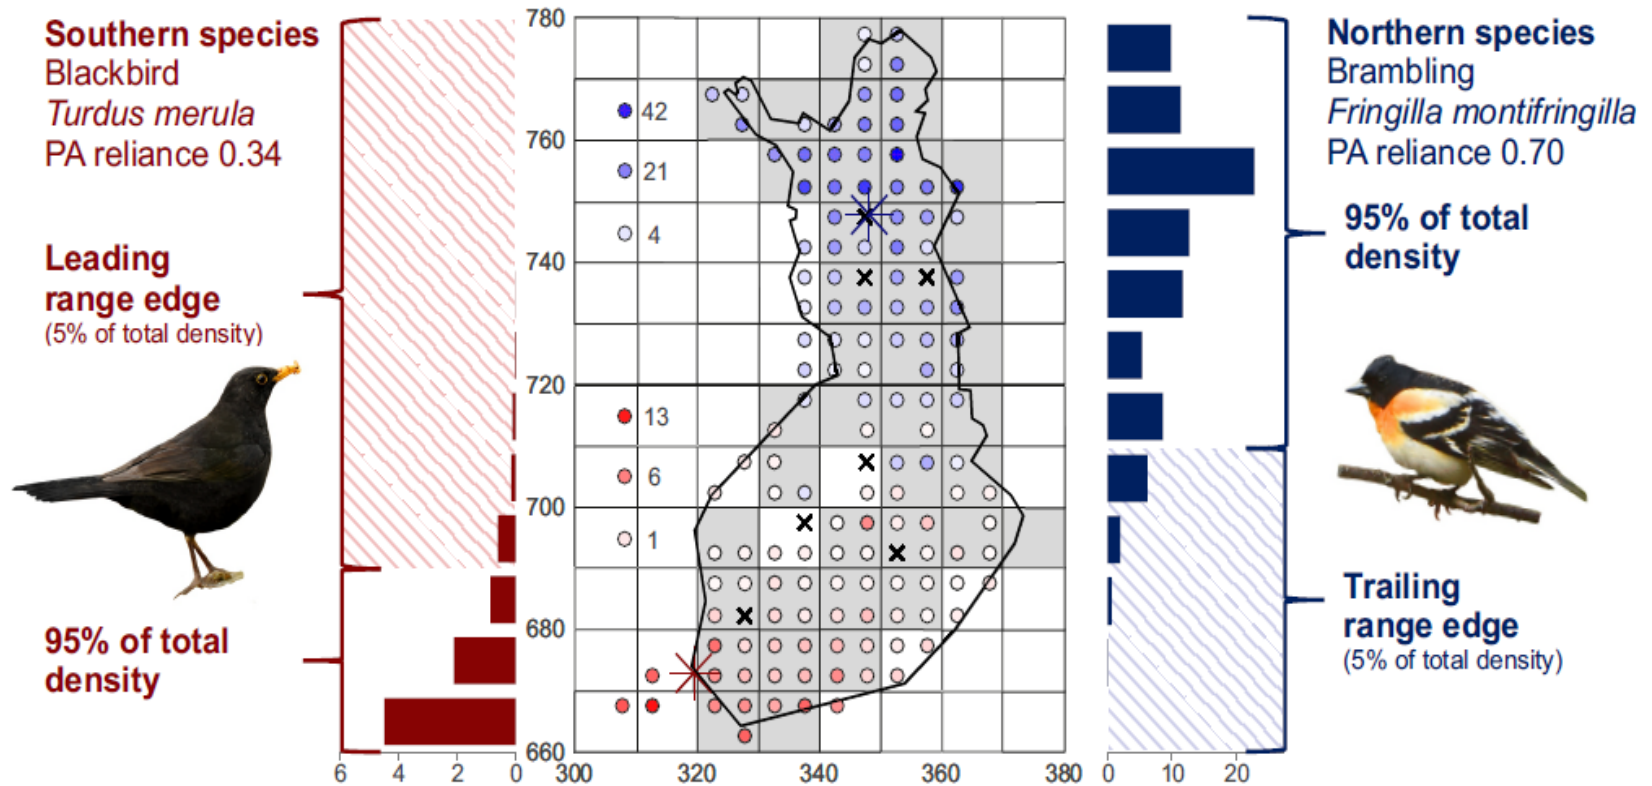 Southern species
Blackbird
Turdus merula
PA reliance 0.34
Leading
range edge
(5% of total density)
95% of total
density
6 4 2 0
780
760
740
720
700
680
660
42
21
4
13
6
1
300 320 340 360 380
Northern species
Brambling
Fringilla montifringilla
PA reliance 0.70
95% of total
density
Trailing
range edge
(5% of total density)
0 10 20